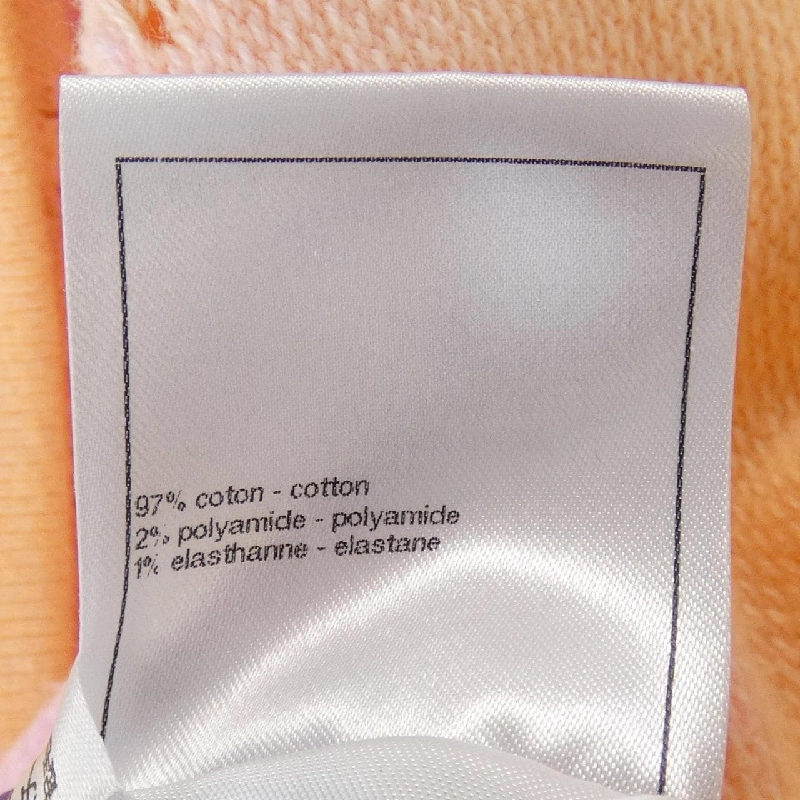 97% coton - cotton
2% polyamide - polyamide
1% elasthanne - elastane